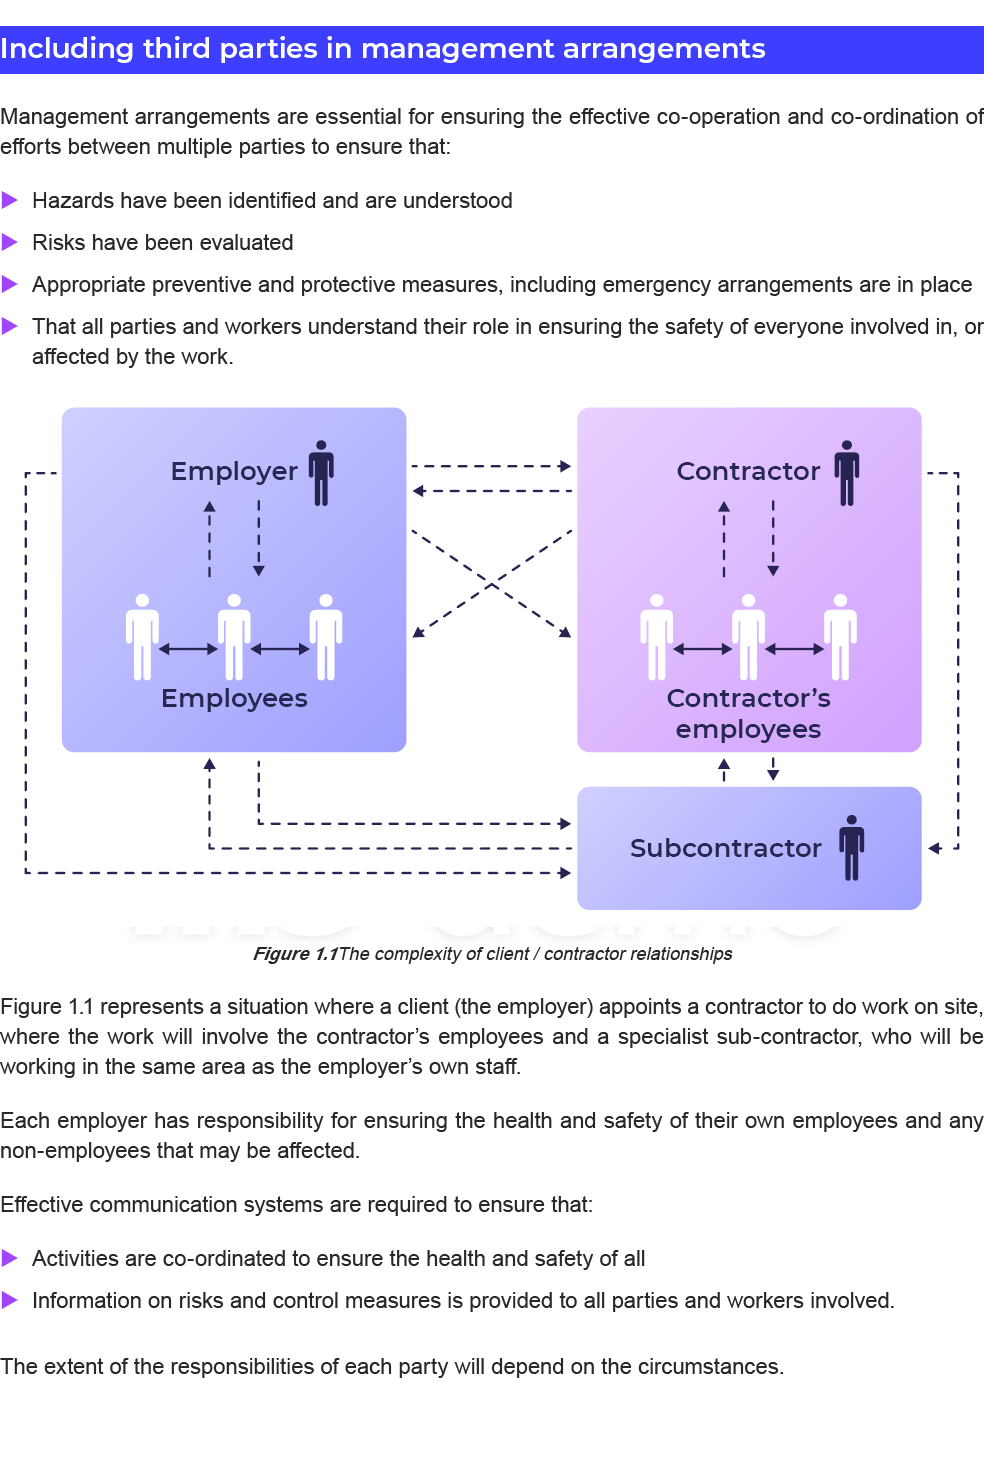 Including third parties in management arrangements
Management arrangements are essential for ensuring the effective co-operation and co-ordination of
efforts between multiple parties to ensure that:
Hazards have been identified and are understood
Risks have been evaluated
Appropriate preventive and protective measures, including emergency arrangements are in place
That all parties and workers understand their role in ensuring the safety of everyone involved in, or
affected by the work.
Employer
Contractor
Employees
Contractor's
employees
Subcontractor
Figure 1.1The complexity of client / contractor relationships
Figure 1.1 represents a situation where a client (the employer) appoints a contractor to do work on site,
where the work will involve the contractor's employees and a specialist sub-contractor, who will be
working in the same area as the employer's own staff.
Each employer has responsibility for ensuring the health and safety of their own employees and any
non-employees that may be affected.
Effective communication systems are required to ensure that:
Activities are co-ordinated to ensure the health and safety of all
Information on risks and control measures is provided to all parties and workers involved.
The extent of the responsibilities of each party will depend on the circumstances.